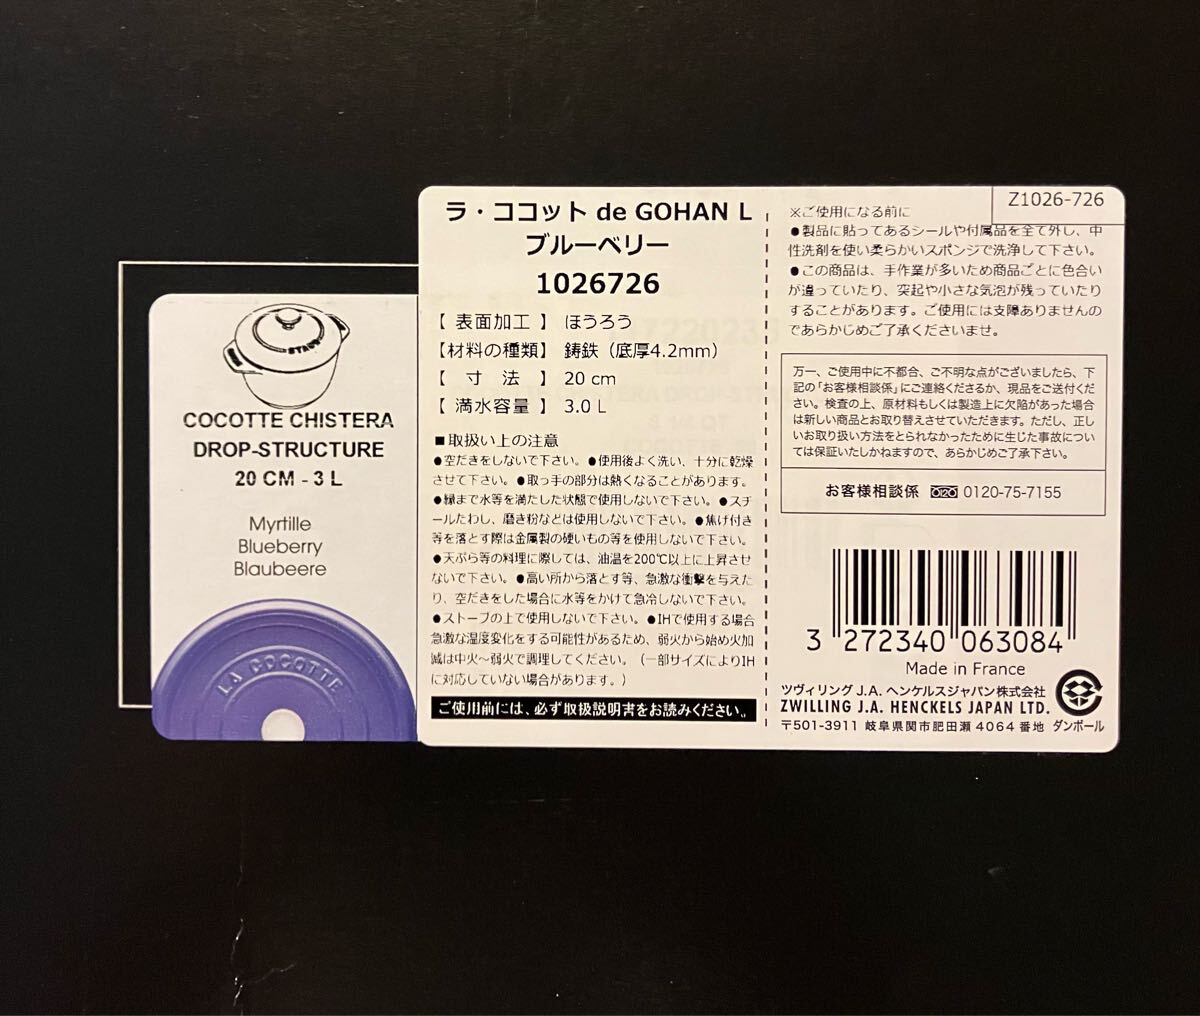 STAUB
COCOTTE CHISTERA
DROP-STRUCTURE
20 CM - 3 L
Myrtille
Blueberry
Blaubeere
LA COCOTTE
ラ・ココット de GOHAN L
ブルーベリー
1026726
【 表面加工 】 ほうろう
【材料の種類】 鋳鉄（底厚4.2mm）
【 寸 法 】 20 cm
【 満水容量 】 3.0 L
■取扱い上の注意
●空だきをしないで下さい。●使用後よく洗い、十分に乾燥
させて下さい。●取っ手の部分は熱くなることがあります。
●縁まで水等を満たした状態で使用しないで下さい。●スチ
ールたわし、磨き粉などは使用しないで下さい。●焦げ付き
等を落とす際は金属製の硬いもの等を使用しないで下さい。
●天ぷら等の料理に際しては、油温を200℃以上に上昇させ
ないで下さい。●高い所から落とす等、急激な衝撃を与えた
り、空だきをした場合に水等をかけて急冷しないで下さい。
●ストーブの上で使用しないで下さい。●IHで使用する場合
急激な温度変化をする可能性があるため、弱火から始め火加
減は中火～弱火で調理してください。（一部サイズによりIH
に対応していない場合があります。）
ご使用前には、必ず取扱説明書をお読みください。
Z1026-726
※ご使用になる前に
●製品に貼ってあるシールや付属品を全て外し、中
性洗剤を使い柔らかいスポンジで洗浄して下さい。
●この商品は、手作業が多いため商品ごとに色合い
が違っていたり、突起や小さな気泡が残っていたり
することがあります。ご使用には支障ありませんの
であらかじめご了承くださいませ。
万一、ご使用中に不都合、ご不明な点がございましたら、下
記の「お客様相談係」にご連絡くださるか、現品をご送付くだ
さい。検査の上、原材料もしくは製造上に欠陥があった場合
は新しい商品とお取り替えさせていただきます。ただし、正し
いお取り扱い方法をとられなかったために生じた事故につい
ては保証いたしかねますので、あらかじめご了承下さい。
お客様相談係 0120-75-7155
3 272340 063084
Made in France
ツヴィリング J.A. ヘンケルスジャパン株式会社
ZWILLING J.A. HENCKELS JAPAN LTD.
〒501-3911 岐阜県関市肥田瀬 4064 番地 ダンボール